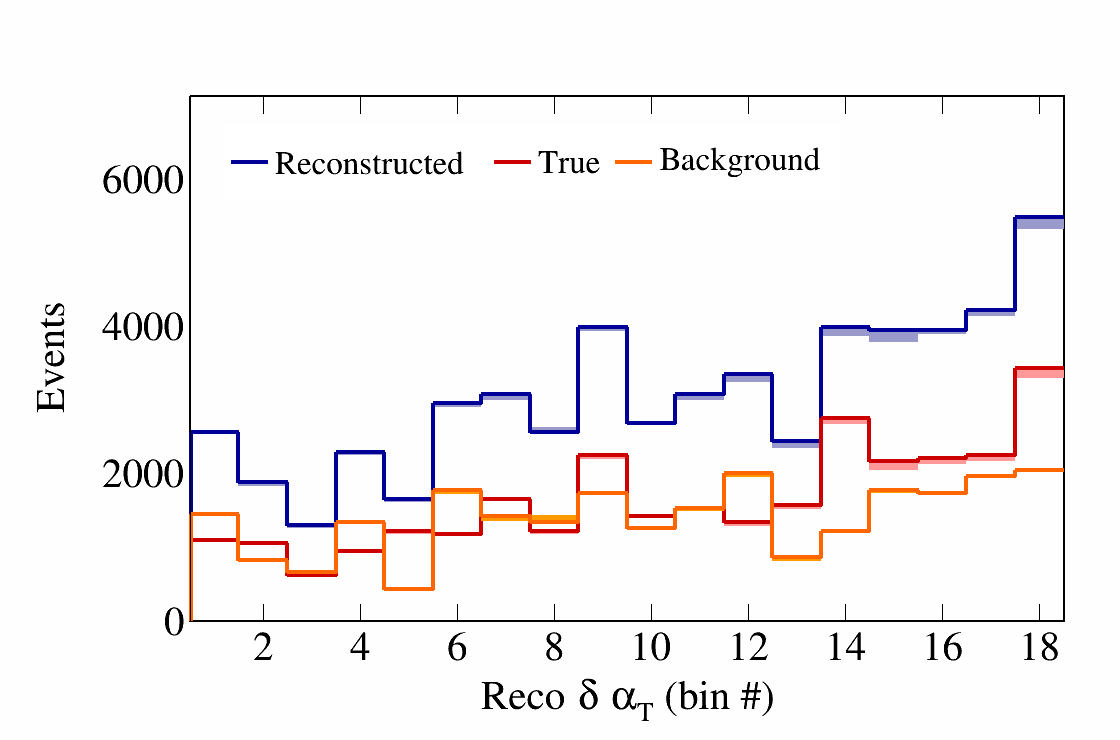 Reconstructed True Background
6000
4000
2000
0
Events
2 4 6 8 10 12 14 16 18
Reco δ α_T (bin #)